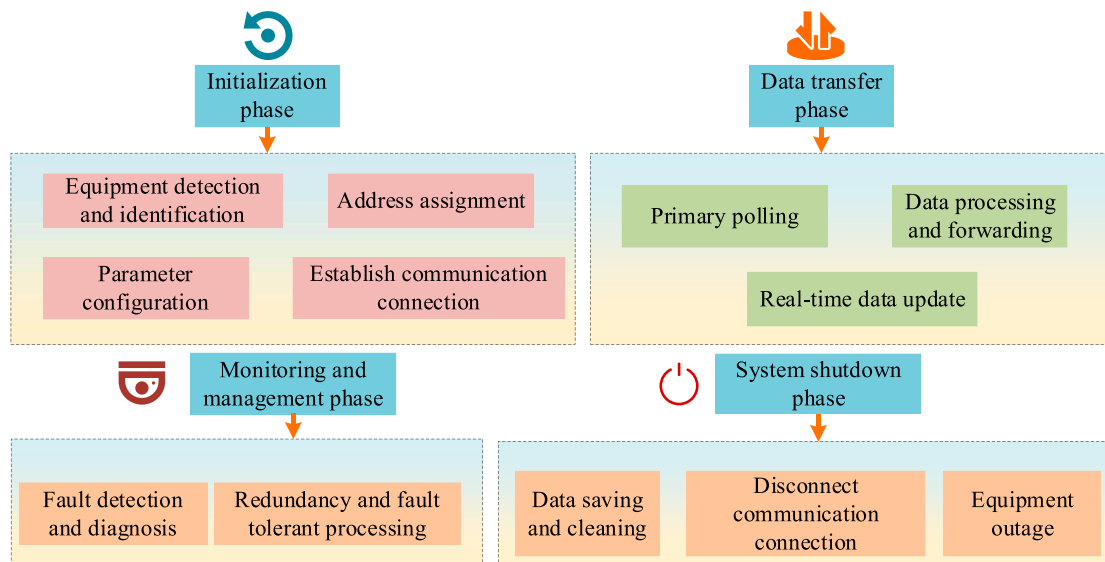 Initialization
phase
Equipment detection
and identification
Address assignment
Parameter
configuration
Establish communication
connection
Data transfer
phase
Primary polling
Data processing
and forwarding
Real-time data update
Monitoring and
management phase
Fault detection
and diagnosis
Redundancy and fault
tolerant processing
System shutdown
phase
Data saving
and cleaning
Disconnect
communication
connection
Equipment
outage